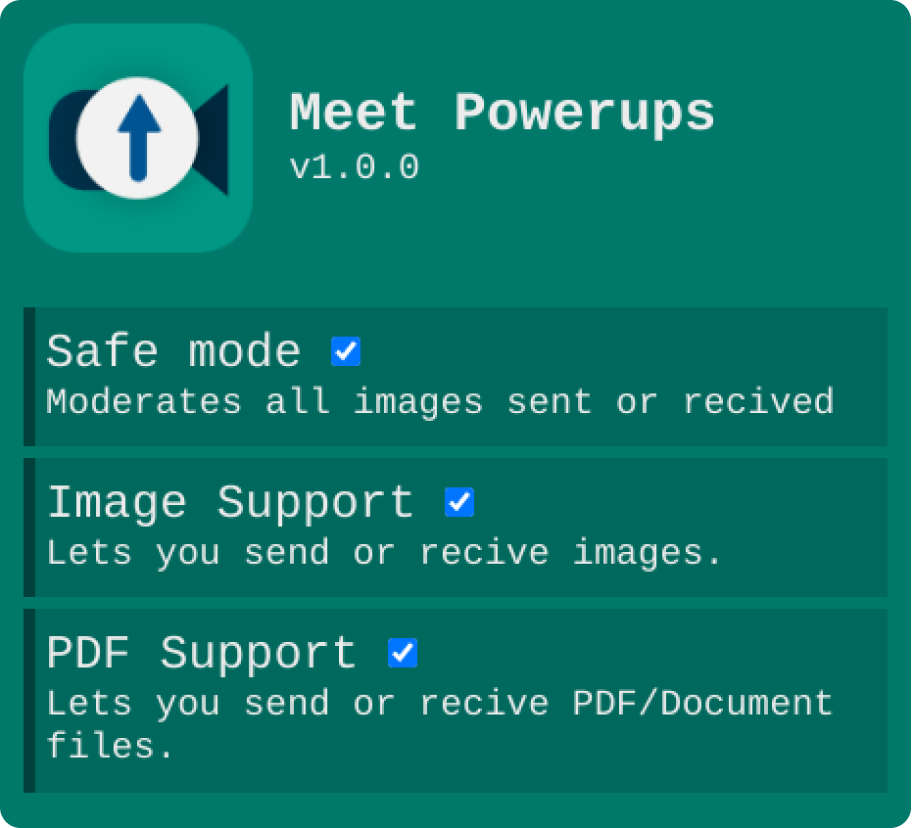 Meet Powerups
v1.0.0
Safe mode
Moderates all images sent or recived
Image Support
Lets you send or recive images.
PDF Support
Lets you send or recive PDF/Document
files.